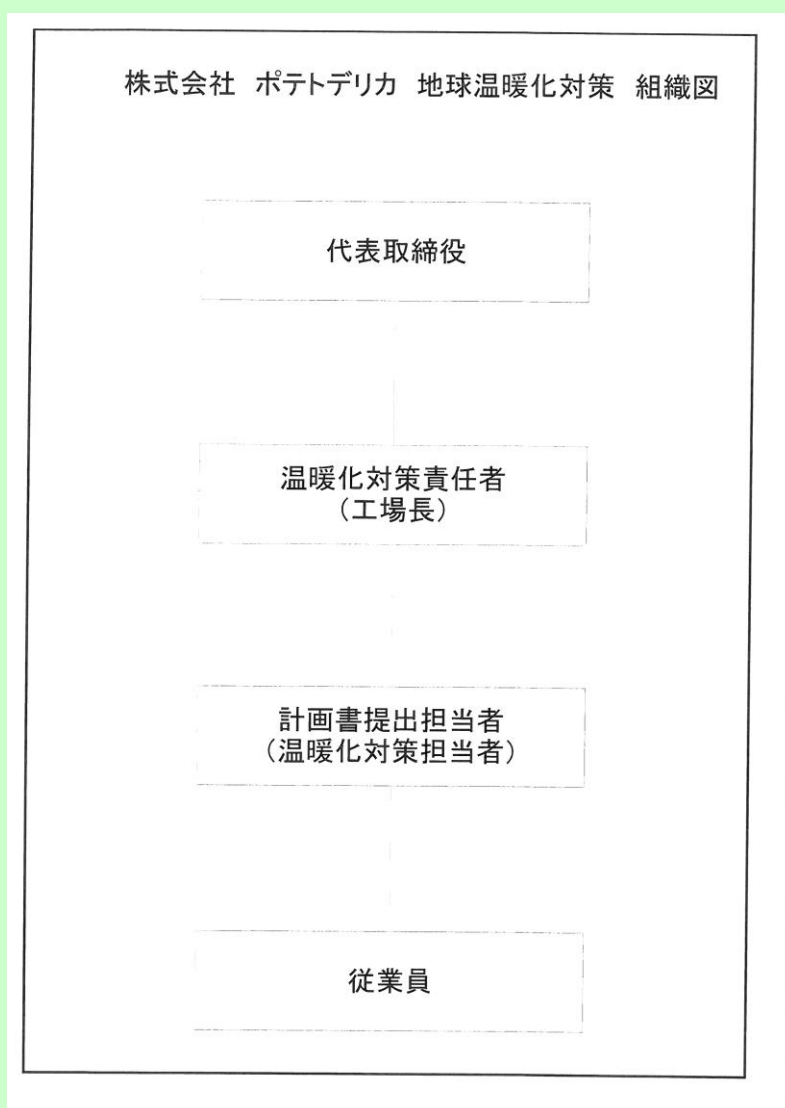 株式会社 ポテトデリカ 地球温暖化対策 組織図
代表取締役
温暖化対策責任者
(工場長)
計画書提出担当者
(温暖化対策担当者)
従業員